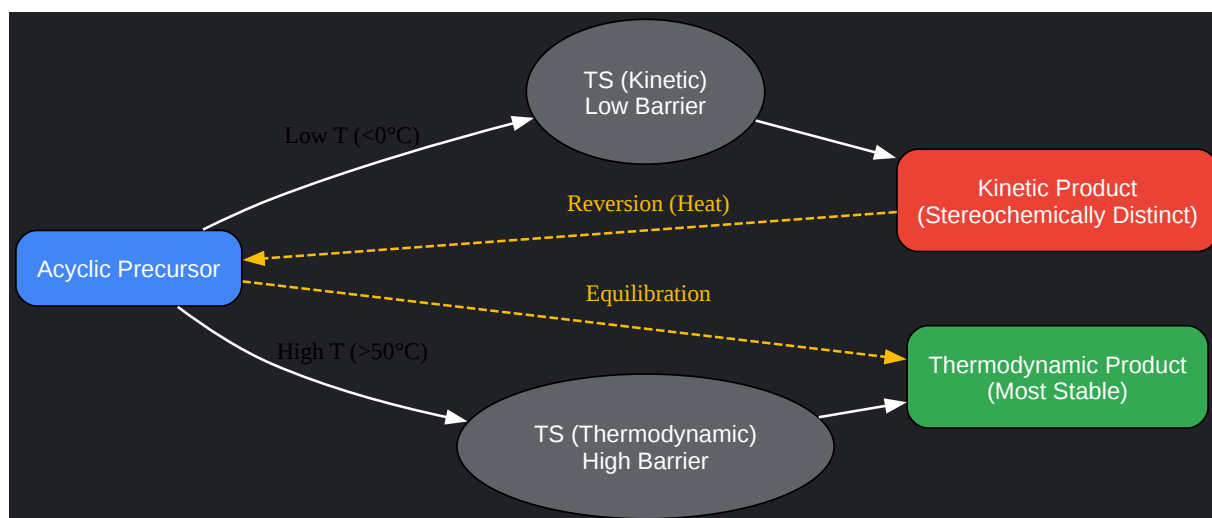 TS (Kinetic)
Low Barrier
Low T (<0°C)
Kinetic Product
(Stereochemically Distinct)
Reversion (Heat)
Acyclic Precursor
Equilibration
High T (>50°C)
Thermodynamic Product
(Most Stable)
TS (Thermodynamic)
High Barrier